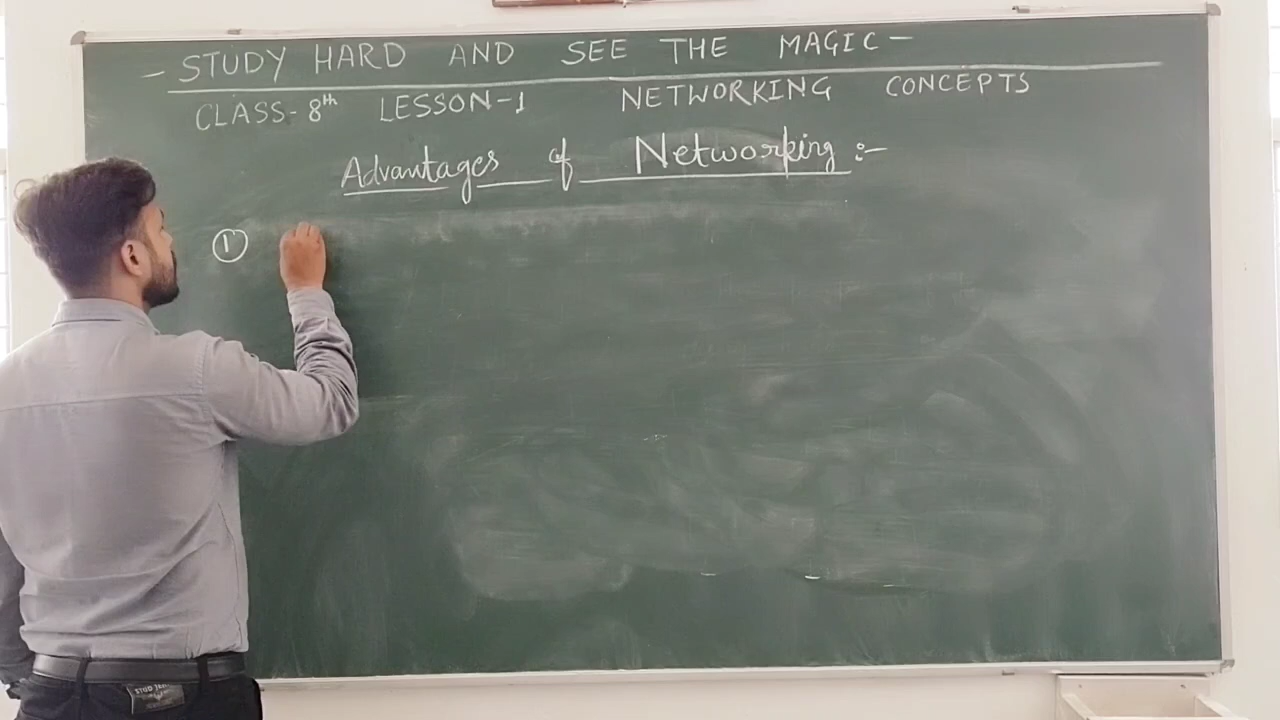 - STUDY HARD AND SEE THE MAGIC -
CLASS-8th LESSON-1 NETWORKING CONCEPTS
Advantages of Networking :-
①